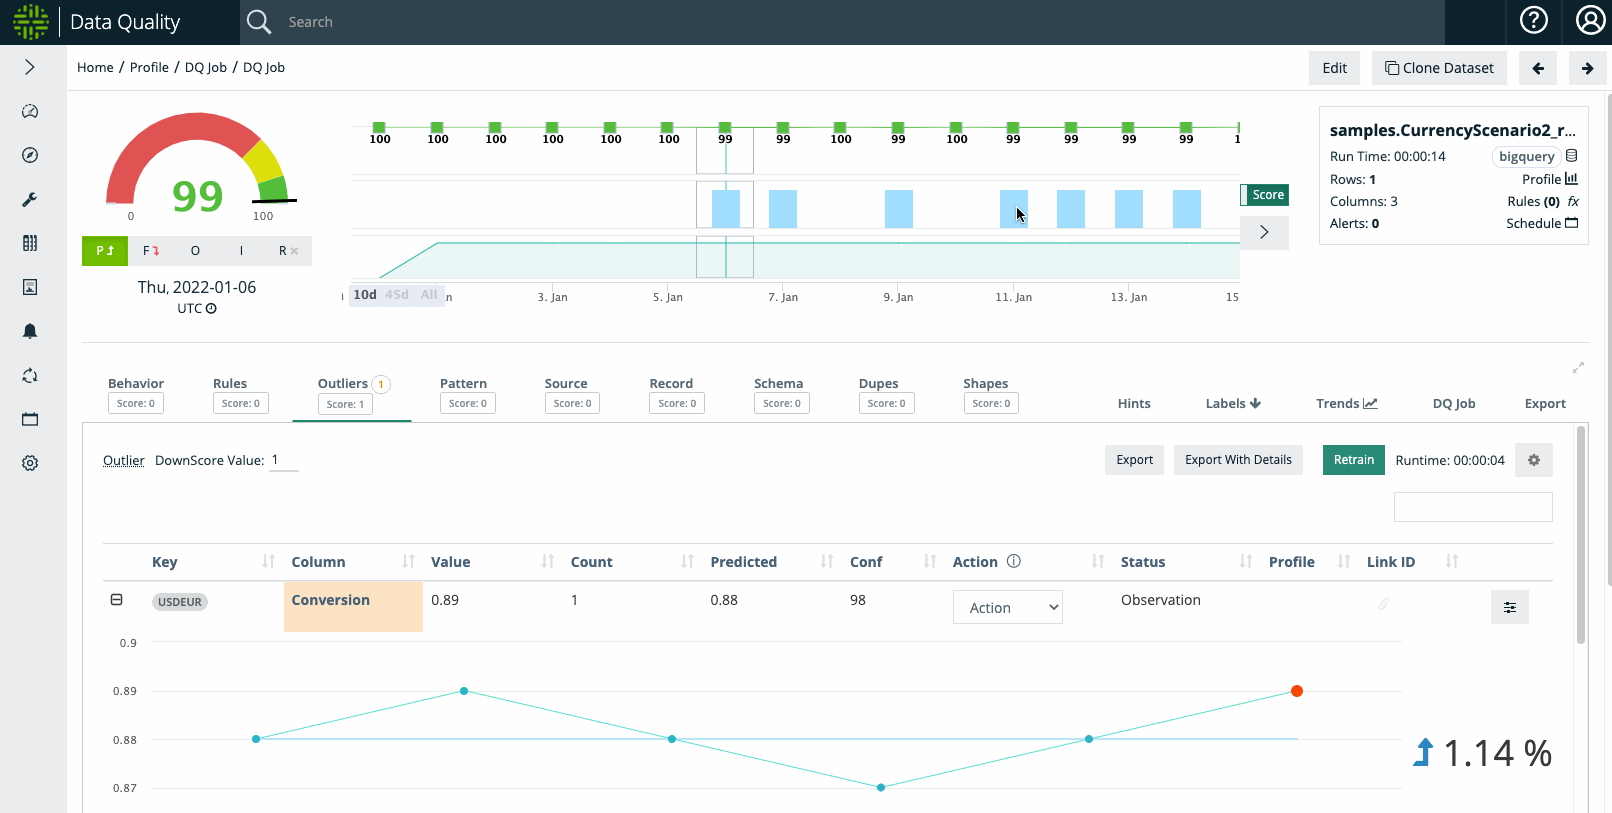 Data Quality
Search
Home / Profile / DQ Job / DQ Job
Edit
Clone Dataset
99
0
100
P
F
O
I
R
Thu, 2022-01-06
UTC
100 100 100 100 100 100 99 99 100 99 100 99 99 99 99 1
Score
10d 45d All
3. Jan 5. Jan 7. Jan 9. Jan 11. Jan 13. Jan 15
samples.CurrencyScenario2_r...
Run Time: 00:00:14 bigquery
Rows: 1 Profile
Columns: 3 Rules (0) fx
Alerts: 0 Schedule
Behavior Rules Outliers 1 Pattern Source Record Schema Dupes Shapes
Score: 0 Score: 0 Score: 1 Score: 0 Score: 0 Score: 0 Score: 0 Score: 0 Score: 0
Hints Labels Trends DQ Job Export
Outlier DownScore Value: 1
Export Export With Details Retrain Runtime: 00:00:04
Key Column Value Count Predicted Conf Action Status Profile Link ID
USDEUR Conversion 0.89 1 0.88 98 Action Observation
0.9
0.89
0.88
0.87
1.14 %